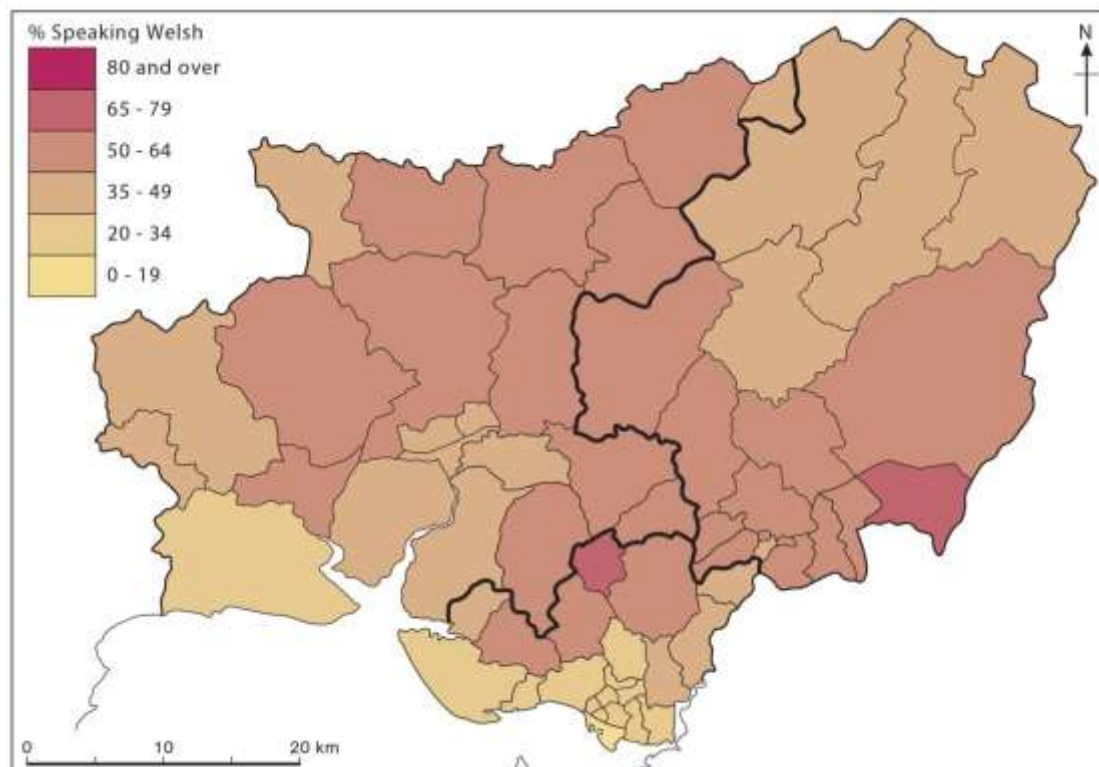 % Speaking Welsh
80 and over
65 - 79
50 - 64
35 - 49
20 - 34
0 - 19
N
0 10 20 km